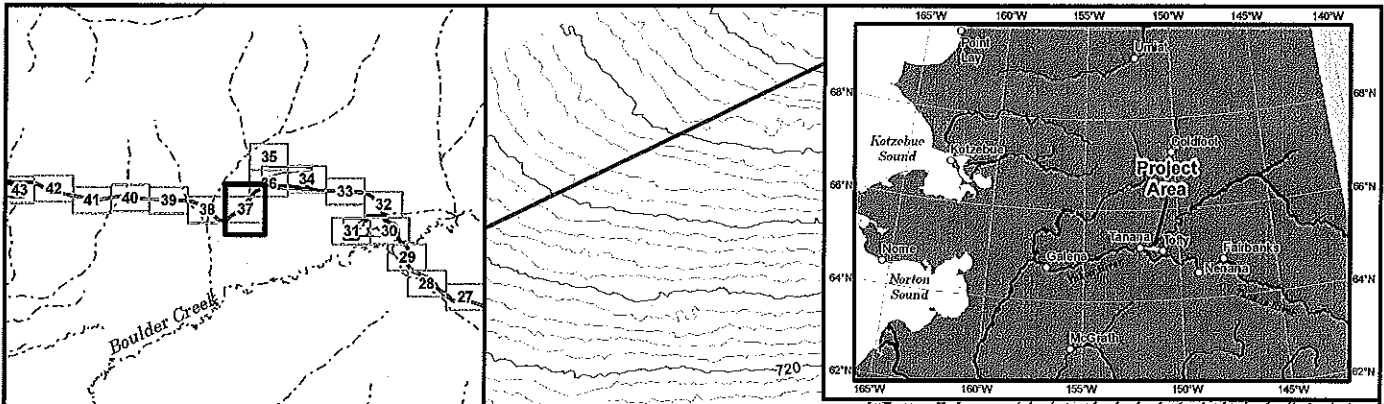 35
36
34
33
32
43
42
41
40
39
38
37
31
30
29
28
27
Boulder Creek
720
165°W
160°W
155°W
150°W
145°W
140°W
68°N
66°N
64°N
62°N
68°N
66°N
64°N
62°N
Point
Lay
Umiat
Kotzebue
Sound
Kotzebue
Coldfoot
Project
Area
Nome
Norton
Sound
Galena
Tanana
Tofty
Fairbanks
Nenana
McGrath
165°W
160°W
155°W
150°W
145°W